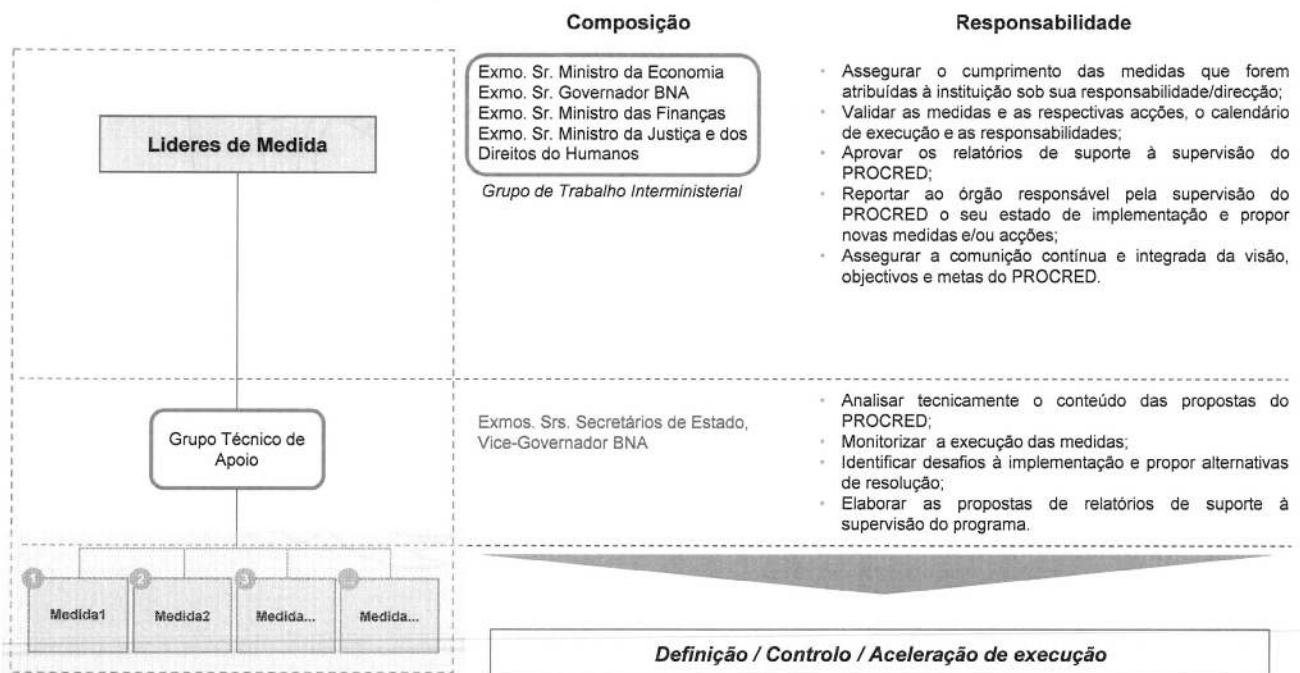 Composição
Responsabilidade
Lideres de Medida
Exmo. Sr. Ministro da Economia
Exmo. Sr. Governador BNA
Exmo. Sr. Ministro das Finanças
Exmo. Sr. Ministro da Justiça e dos
Direitos do Humanos
Grupo de Trabalho Interministerial
Assegurar o cumprimento das medidas que forem
atribuídas à instituição sob sua responsabilidade/direcção;
Validar as medidas e as respectivas acções, o calendário
de execução e as responsabilidades;
Aprovar os relatórios de suporte à supervisão do
PROCRED;
Reportar ao órgão responsável pela supervisão do
PROCRED o seu estado de implementação e propor
novas medidas e/ou acções;
Assegurar a comunição contínua e integrada da visão,
objectivos e metas do PROCRED.
Grupo Técnico de
Apoio
Exmos. Srs. Secretários de Estado,
Vice-Governador BNA
Analisar tecnicamente o conteúdo das propostas do
PROCRED;
Monitorizar a execução das medidas;
Identificar desafios à implementação e propor alternativas
de resolução;
Elaborar as propostas de relatórios de suporte à
supervisão do programa.
1
2
3
Medida1
Medida2
Medida...
Medida...
Definição / Controlo / Aceleração de execução